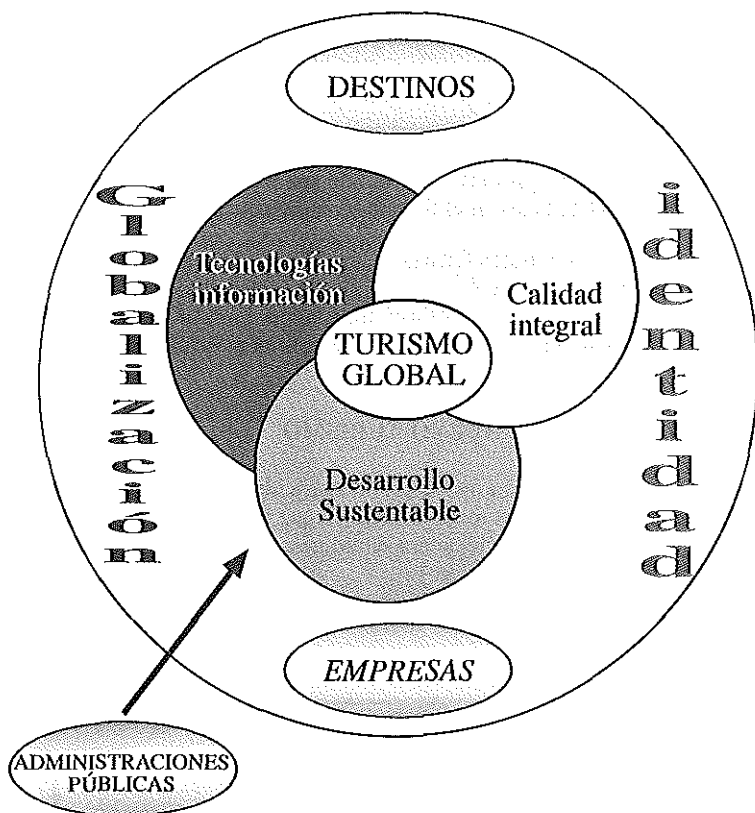 DESTINOS
Globalización
identidad
Tecnologías
información
Calidad
integral
TURISMO
GLOBAL
Desarrollo
Sustentable
EMPRESAS
ADMINISTRACIONES
PÚBLICAS